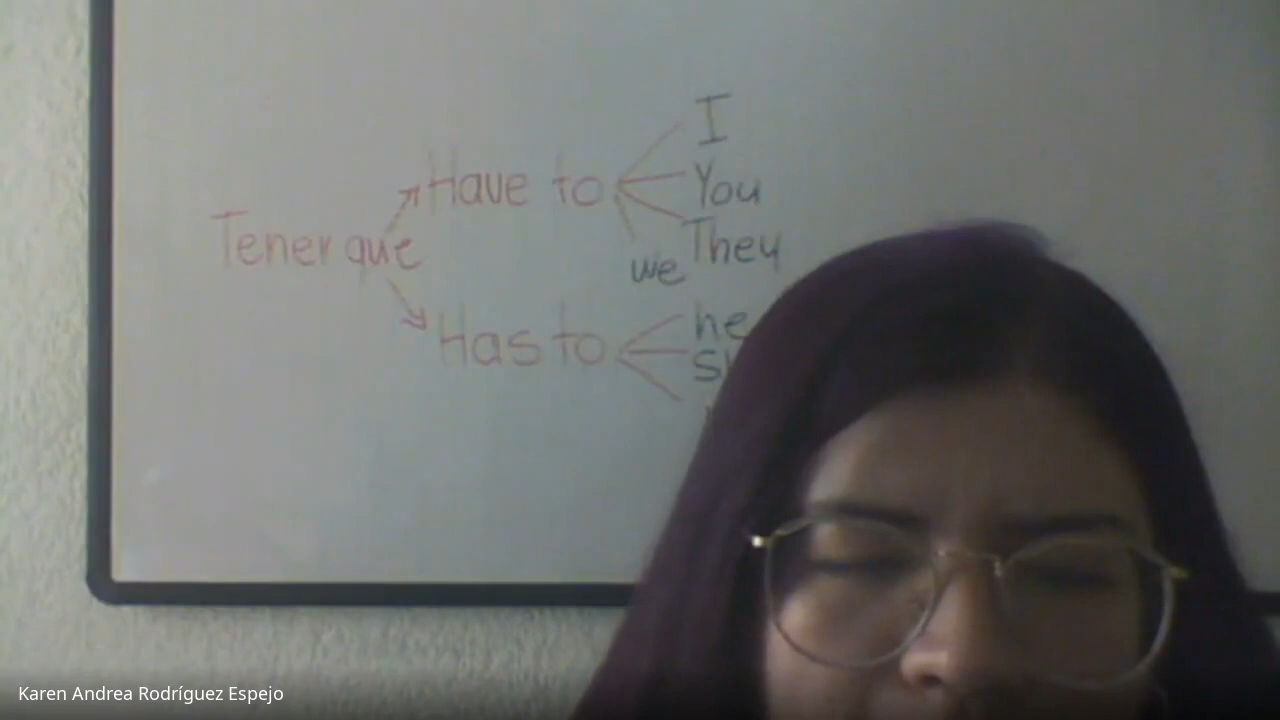 I
Have to
You
Tener que
They
we
he
Has to
Karen Andrea Rodríguez Espejo